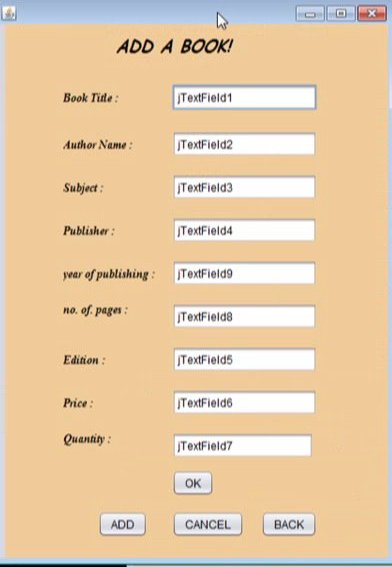 ADD A BOOK!
Book Title : jTextField1
Author Name : jTextField2
Subject : jTextField3
Publisher : jTextField4
year of publishing : jTextField9
no. of. pages : jTextField8
Edition : jTextField5
Price : jTextField6
Quantity : jTextField7
OK
ADD CANCEL BACK